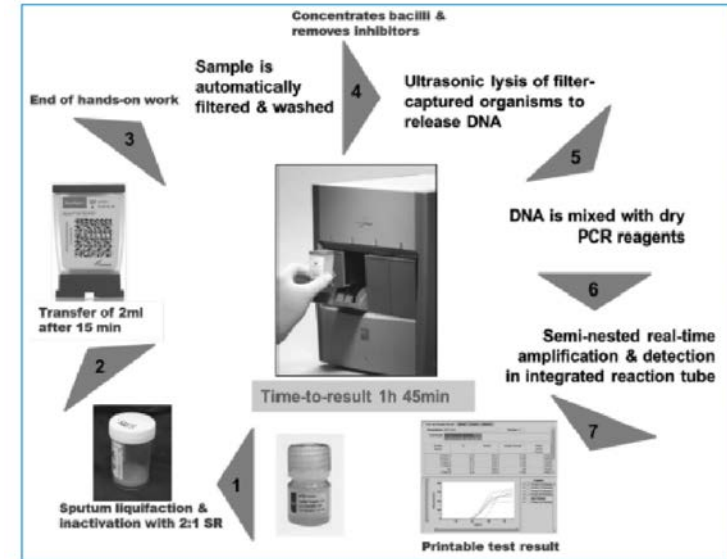 Concentrates bacilli &
removes inhibitors
Sample is
automatically
filtered & washed
4
Ultrasonic lysis of filter-
captured organisms to
release DNA
End of hands-on work
3
5
DNA is mixed with dry
PCR reagents
Transfer of 2ml
after 15 min
6
2
Semi-nested real-time
amplification & detection
in integrated reaction tube
Time-to-result 1h 45min
7
1
Sputum liquifaction &
inactivation with 2:1 SR
Printable test result